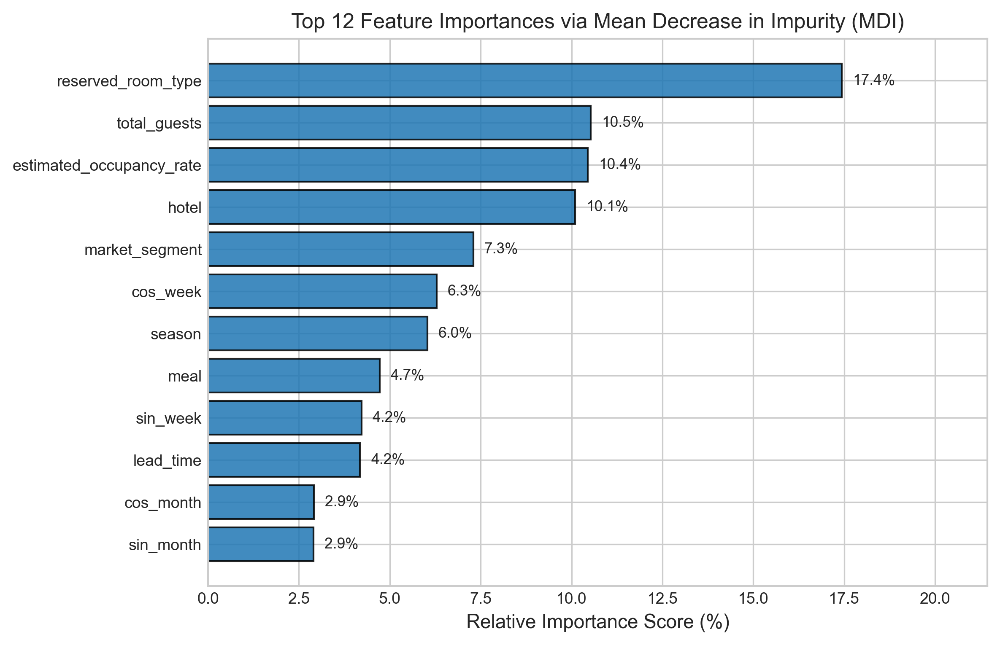 Top 12 Feature Importances via Mean Decrease in Impurity (MDI)
reserved_room_type 17.4%
total_guests 10.5%
estimated_occupancy_rate 10.4%
hotel 10.1%
market_segment 7.3%
cos_week 6.3%
season 6.0%
meal 4.7%
sin_week 4.2%
lead_time 4.2%
cos_month 2.9%
sin_month 2.9%
0.0 2.5 5.0 7.5 10.0 12.5 15.0 17.5 20.0
Relative Importance Score (%)